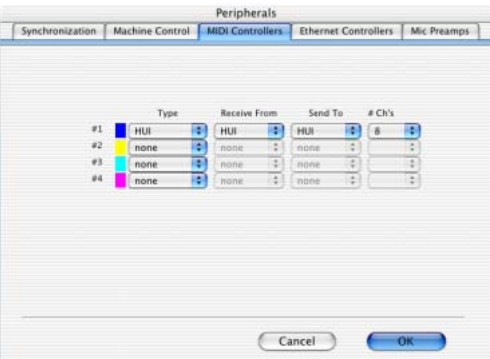 Peripherals
Synchronization Machine Control MIDI Controllers Ethernet Controllers Mic Preamps
Type Receive From Send To # Ch's
#1 HUI HUI HUI 8
#2 none none none
#3 none none none
#4 none none none
Cancel OK